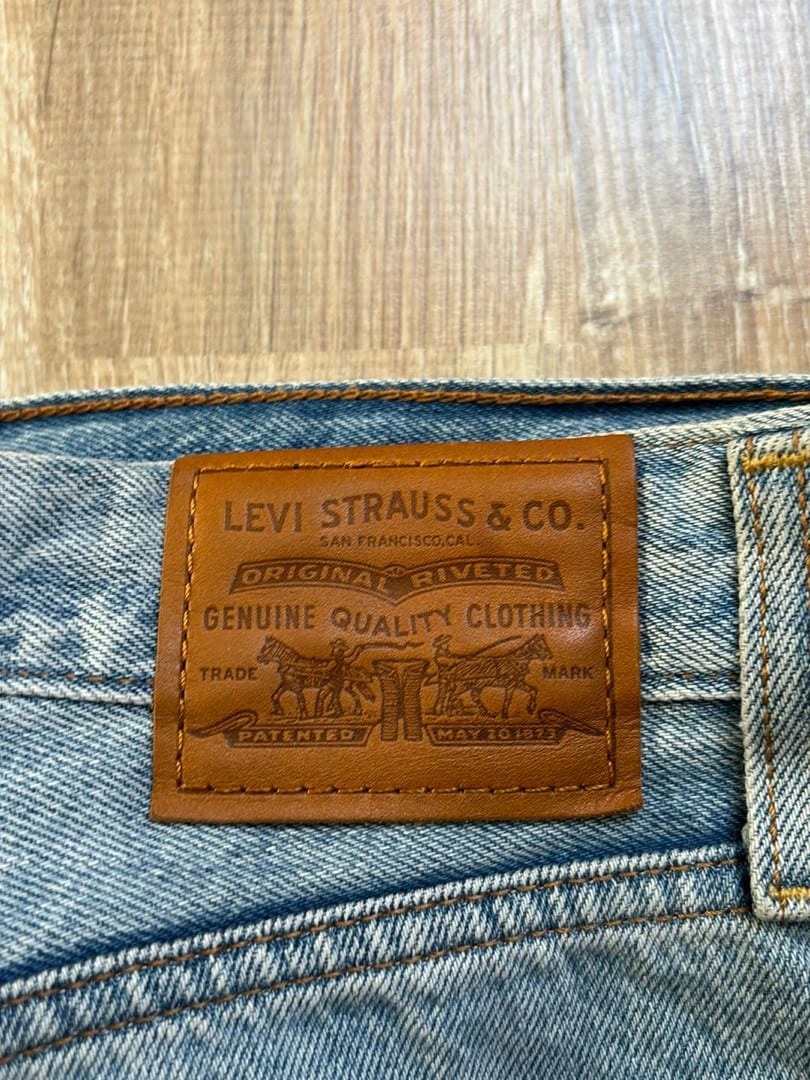 LEVI STRAUSS & CO.
SAN FRANCISCO, CAL.
ORIGINAL RIVETED
GENUINE QUALITY CLOTHING
TRADE MARK
PATENTED MAY 20 1873